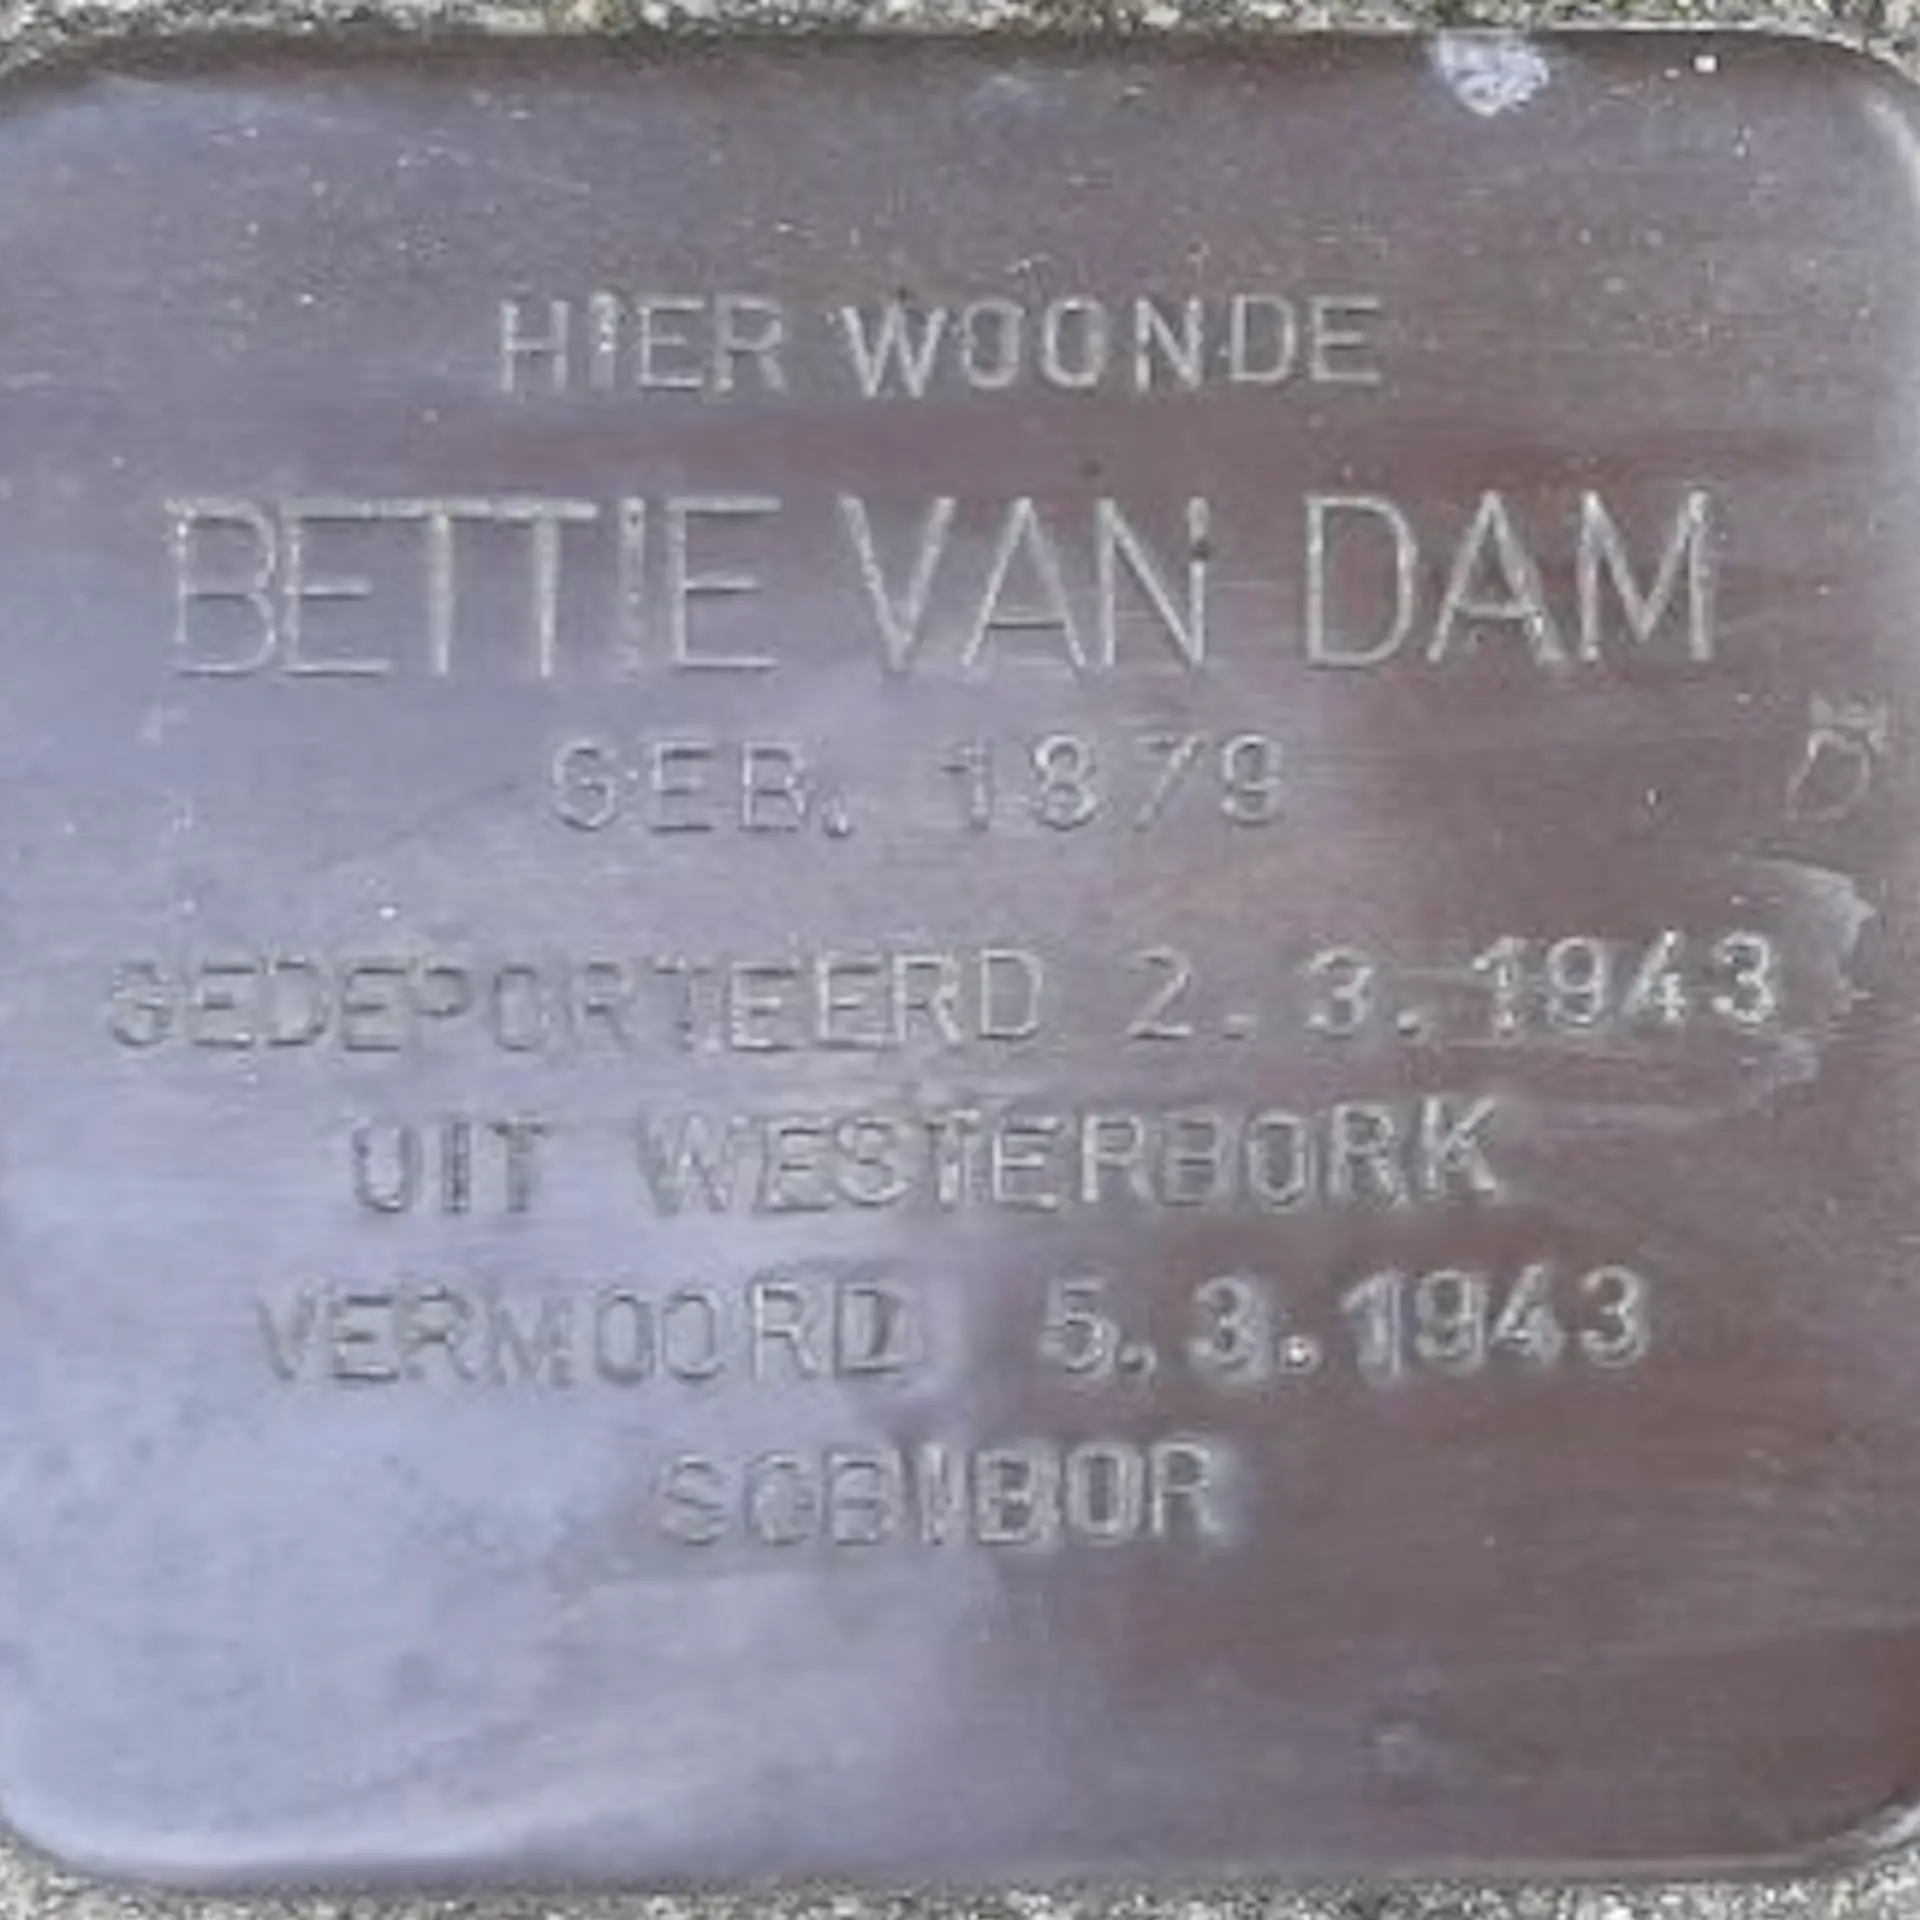 HIER WOONDE
BETTIE VAN DAM
GEB. 1879
GEDEPORTEERD 2.3.1943
UIT WESTERBORK
VERMOORD 5.3.1943
SOBIBOR